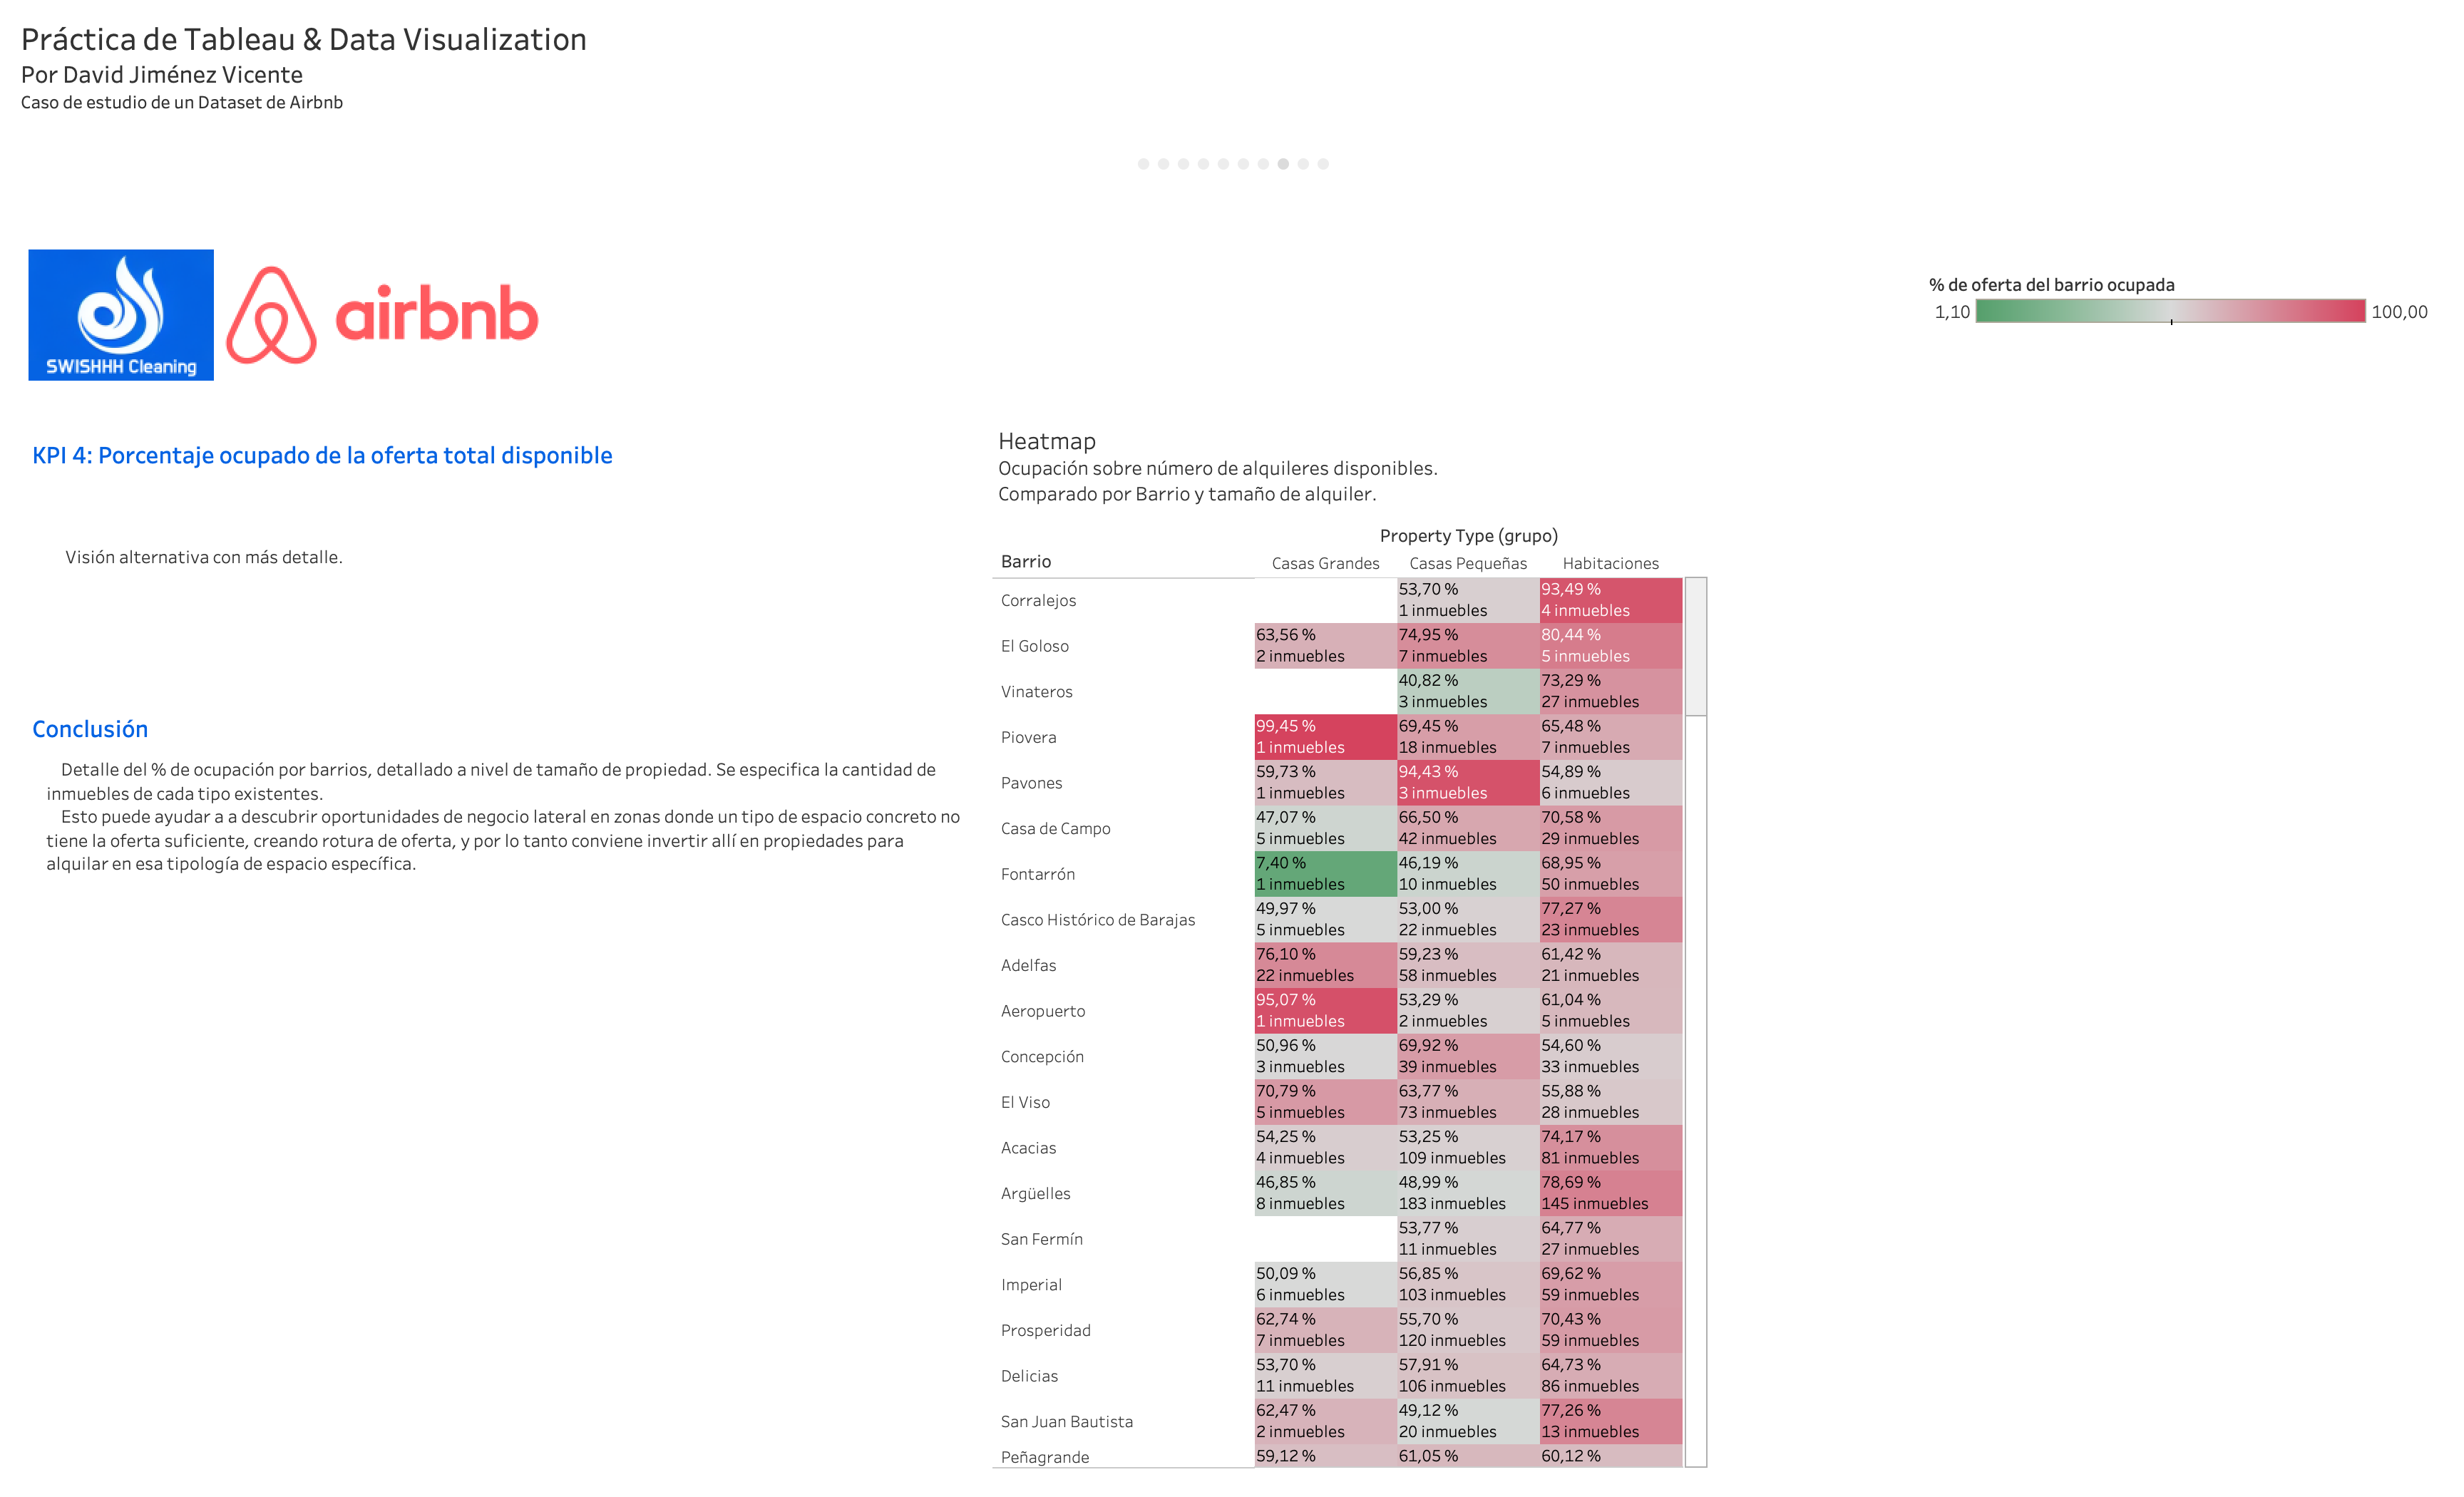 Práctica de Tableau & Data Visualization
Por David Jiménez Vicente
Caso de estudio de un Dataset de Airbnb
SWISHHH Cleaning
airbnb
% de oferta del barrio ocupada
1,10 100,00
KPI 4: Porcentaje ocupado de la oferta total disponible
Visión alternativa con más detalle.
Conclusión
Detalle del % de ocupación por barrios, detallado a nivel de tamaño de propiedad. Se especifica la cantidad de
inmuebles de cada tipo existentes.
Esto puede ayudar a a descubrir oportunidades de negocio lateral en zonas donde un tipo de espacio concreto no
tiene la oferta suficiente, creando rotura de oferta, y por lo tanto conviene invertir allí en propiedades para
alquilar en esa tipología de espacio específica.
Heatmap
Ocupación sobre número de alquileres disponibles.
Comparado por Barrio y tamaño de alquiler.
Property Type (grupo)
Barrio Casas Grandes Casas Pequeñas Habitaciones
Corralejos
53,70 % 93,49 %
1 inmuebles 4 inmuebles
El Goloso
63,56 % 74,95 % 80,44 %
2 inmuebles 7 inmuebles 5 inmuebles
Vinateros
40,82 % 73,29 %
3 inmuebles 27 inmuebles
Piovera
99,45 % 69,45 % 65,48 %
1 inmuebles 18 inmuebles 7 inmuebles
Pavones
59,73 % 94,43 % 54,89 %
1 inmuebles 3 inmuebles 6 inmuebles
Casa de Campo
47,07 % 66,50 % 70,58 %
5 inmuebles 42 inmuebles 29 inmuebles
Fontarrón
7,40 % 46,19 % 68,95 %
1 inmuebles 10 inmuebles 50 inmuebles
Casco Histórico de Barajas
49,97 % 53,00 % 77,27 %
5 inmuebles 22 inmuebles 23 inmuebles
Adelfas
76,10 % 59,23 % 61,42 %
22 inmuebles 58 inmuebles 21 inmuebles
Aeropuerto
95,07 % 53,29 % 61,04 %
1 inmuebles 2 inmuebles 5 inmuebles
Concepción
50,96 % 69,92 % 54,60 %
3 inmuebles 39 inmuebles 33 inmuebles
El Viso
70,79 % 63,77 % 55,88 %
5 inmuebles 73 inmuebles 28 inmuebles
Acacias
54,25 % 53,25 % 74,17 %
4 inmuebles 109 inmuebles 81 inmuebles
Argüelles
46,85 % 48,99 % 78,69 %
8 inmuebles 183 inmuebles 145 inmuebles
San Fermín
53,77 % 64,77 %
11 inmuebles 27 inmuebles
Imperial
50,09 % 56,85 % 69,62 %
6 inmuebles 103 inmuebles 59 inmuebles
Prosperidad
62,74 % 55,70 % 70,43 %
7 inmuebles 120 inmuebles 59 inmuebles
Delicias
53,70 % 57,91 % 64,73 %
11 inmuebles 106 inmuebles 86 inmuebles
San Juan Bautista
62,47 % 49,12 % 77,26 %
2 inmuebles 20 inmuebles 13 inmuebles
Peñagrande
59,12 % 61,05 % 60,12 %